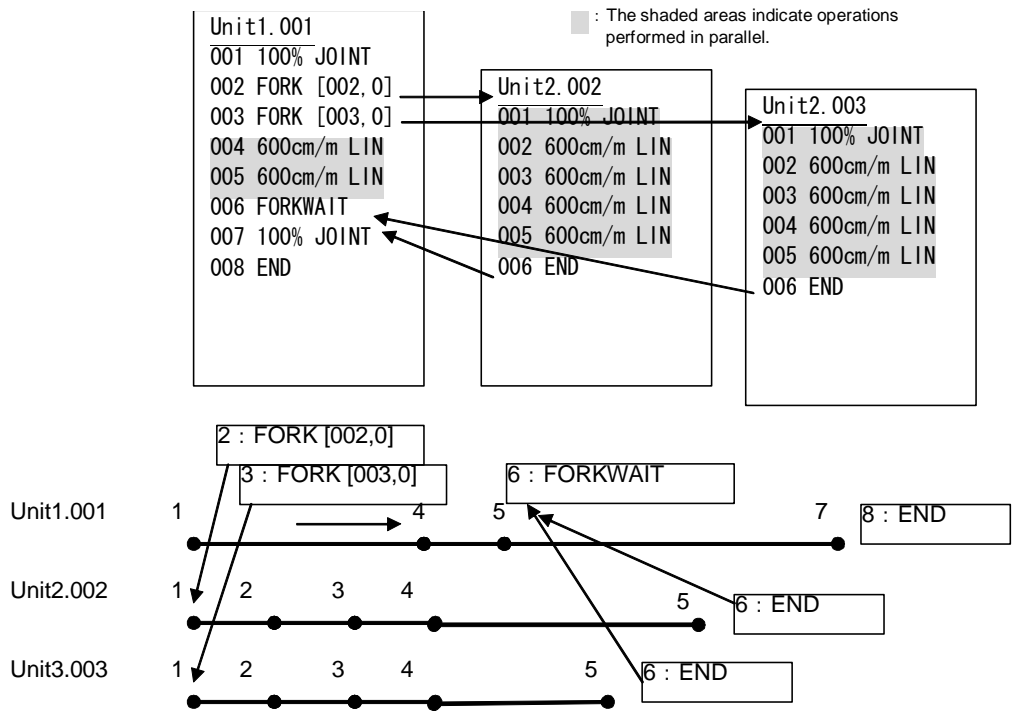 : The shaded areas indicate operations
performed in parallel.
Unit1.001
001 100% JOINT
002 FORK [002,0]
003 FORK [003,0]
004 600cm/m LIN
005 600cm/m LIN
006 FORKWAIT
007 100% JOINT
008 END
Unit2.002
001 100% JOINT
002 600cm/m LIN
003 600cm/m LIN
004 600cm/m LIN
005 600cm/m LIN
006 END
Unit2.003
001 100% JOINT
002 600cm/m LIN
003 600cm/m LIN
004 600cm/m LIN
005 600cm/m LIN
006 END
2 : FORK [002,0]
3 : FORK [003,0]
6 : FORKWAIT
Unit1.001 1 4 5 7 8 : END
Unit2.002 1 2 3 4 5 6 : END
Unit3.003 1 2 3 4 5 6 : END